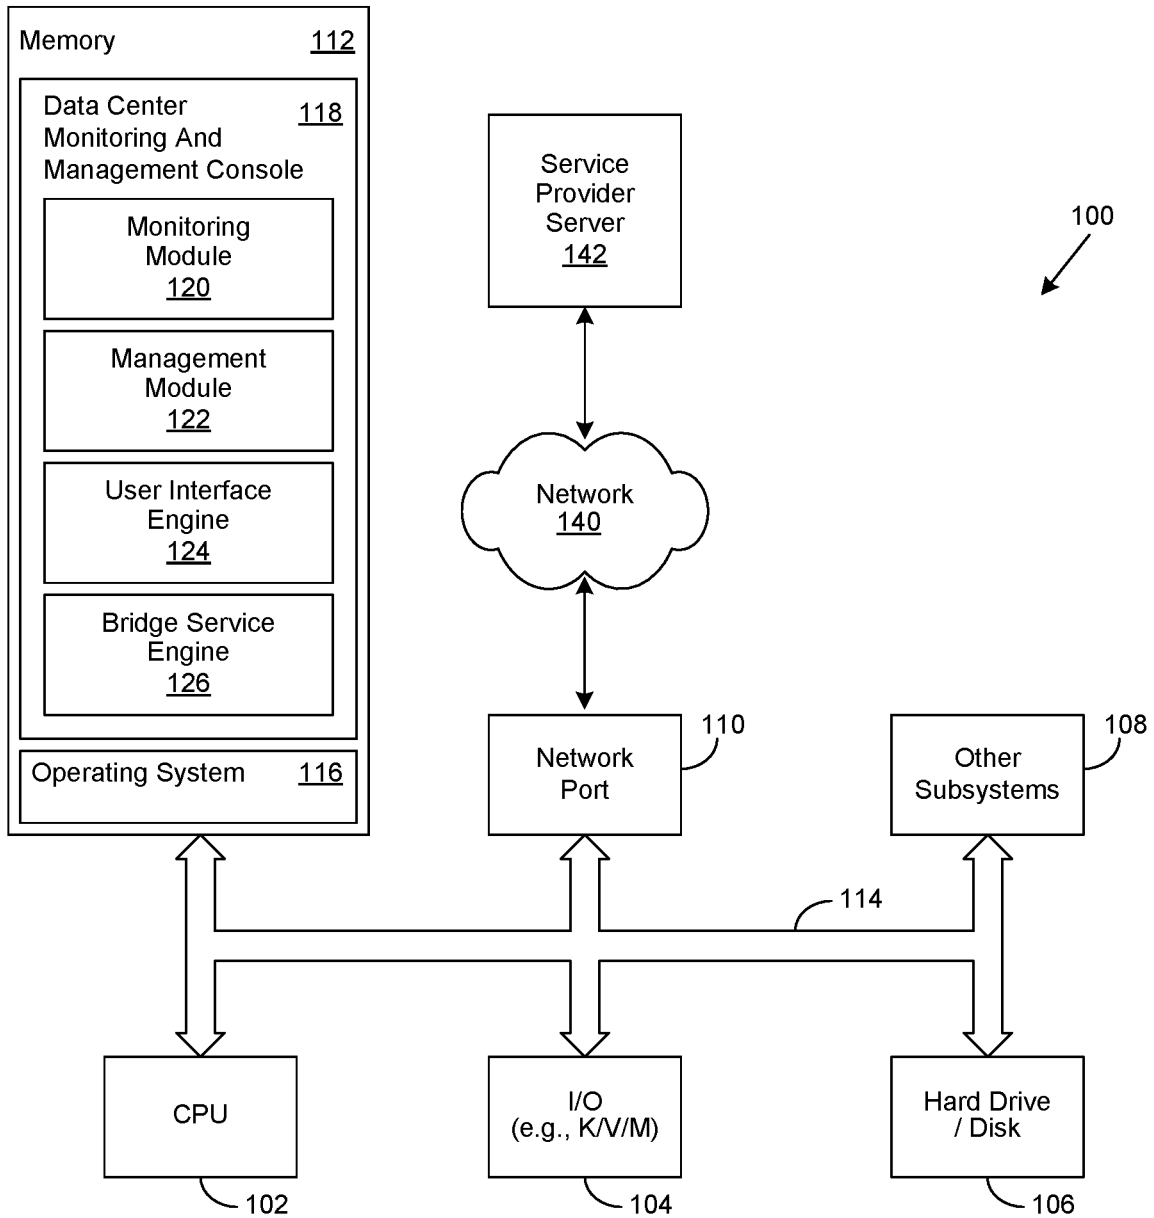 Memory 112
Data Center 118
Monitoring And
Management Console
Monitoring
Module
120
Management
Module
122
User Interface
Engine
124
Bridge Service
Engine
126
Operating System 116
Service
Provider
Server
142
100
Network
140
Network
Port
110
Other
Subsystems
108
114
CPU
102
I/O
(e.g., K/V/M)
104
Hard Drive
/ Disk
106